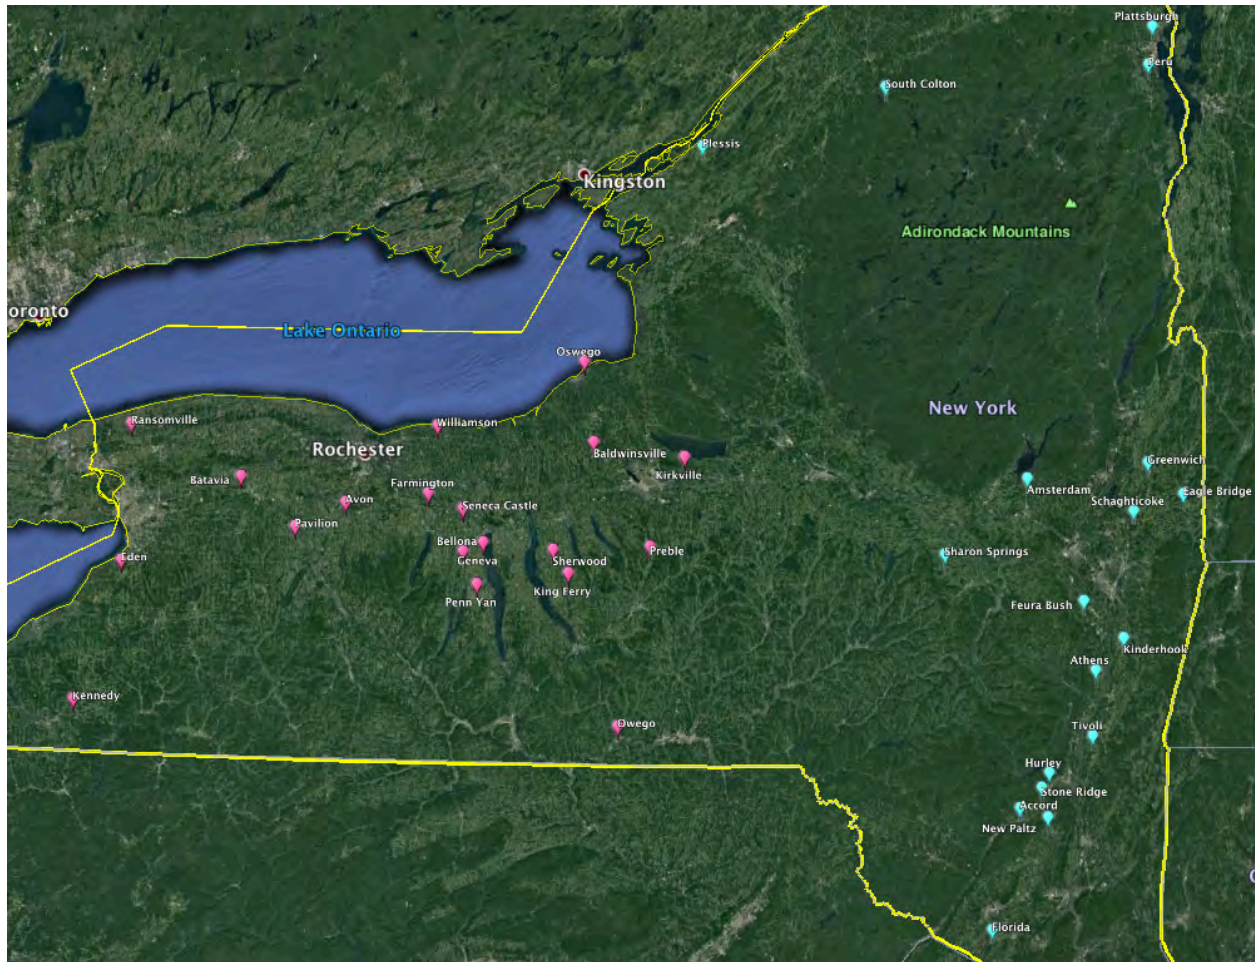 Plattsburgh
Peru
South Colton
Plessis
Kingston
Adirondack Mountains
oronto
Lake Ontario
Oswego
New York
Ransomville
Williamson
Rochester
Baldwinsville
Kirkville
Greenwich
Batavia
Farmington
Amsterdam
Eagle Bridge
Avon
Schaghticoke
Seneca Castle
Pavilion
Bellona
Geneva
Sherwood
Preble
Sharon Springs
Eden
King Ferry
Penn Yan
Feura Bush
Kinderhook
Athens
Kennedy
Owego
Tivoli
Hurley
Stone Ridge
Accord
New Paltz
Florida